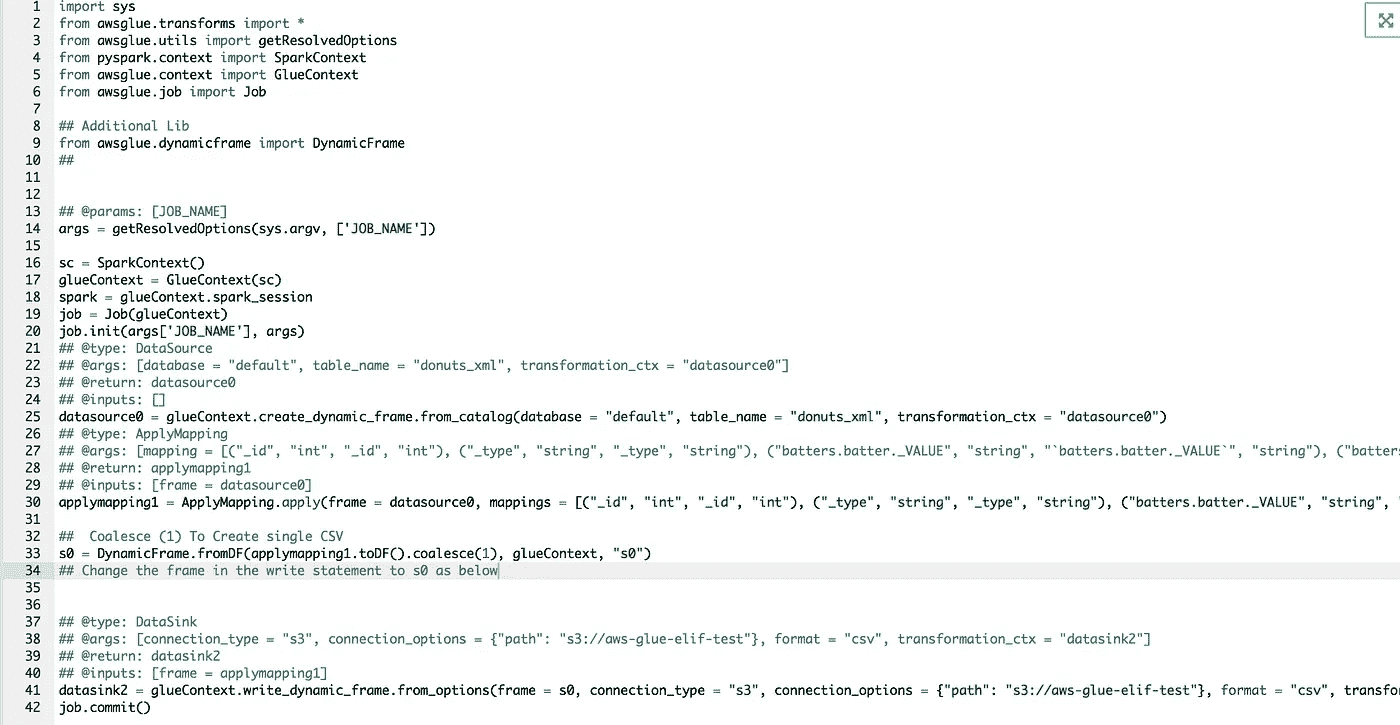 1 import sys
2 from awsglue.transforms import *
3 from awsglue.utils import getResolvedOptions
4 from pyspark.context import SparkContext
5 from awsglue.context import GlueContext
6 from awsglue.job import Job
7
8 ## Additional Lib
9 from awsglue.dynamicframe import DynamicFrame
10 ##
11
12
13 ## @params: [JOB_NAME]
14 args = getResolvedOptions(sys.argv, ['JOB_NAME'])
15
16 sc = SparkContext()
17 glueContext = GlueContext(sc)
18 spark = glueContext.spark_session
19 job = Job(glueContext)
20 job.init(args['JOB_NAME'], args)
21 ## @type: DataSource
22 ## @args: [database = "default", table_name = "donuts_xml", transformation_ctx = "datasource0"]
23 ## @return: datasource0
24 ## @inputs: []
25 datasource0 = glueContext.create_dynamic_frame.from_catalog(database = "default", table_name = "donuts_xml", transformation_ctx = "datasource0")
26 ## @type: ApplyMapping
27 ## @args: [mapping = [("_id", "int", "_id", "int"), ("_type", "string", "_type", "string"), ("batters.batter._VALUE", "string", "`batters.batter._VALUE`", "string"), ("batters
28 ## @return: applymapping1
29 ## @inputs: [frame = datasource0]
30 applymapping1 = ApplyMapping.apply(frame = datasource0, mappings = [("_id", "int", "_id", "int"), ("_type", "string", "_type", "string"), ("batters.batter._VALUE", "string",
31
32 ##  Coalesce (1) To Create single CSV
33 s0 = DynamicFrame.fromDF(applymapping1.toDF().coalesce(1), glueContext, "s0")
34 ## Change the frame in the write statement to s0 as below
35
36
37 ## @type: DataSink
38 ## @args: [connection_type = "s3", connection_options = {"path": "s3://aws-glue-elif-test"}, format = "csv", transformation_ctx = "datasink2"]
39 ## @return: datasink2
40 ## @inputs: [frame = applymapping1]
41 datasink2 = glueContext.write_dynamic_frame.from_options(frame = s0, connection_type = "s3", connection_options = {"path": "s3://aws-glue-elif-test"}, format = "csv", transfo
42 job.commit()